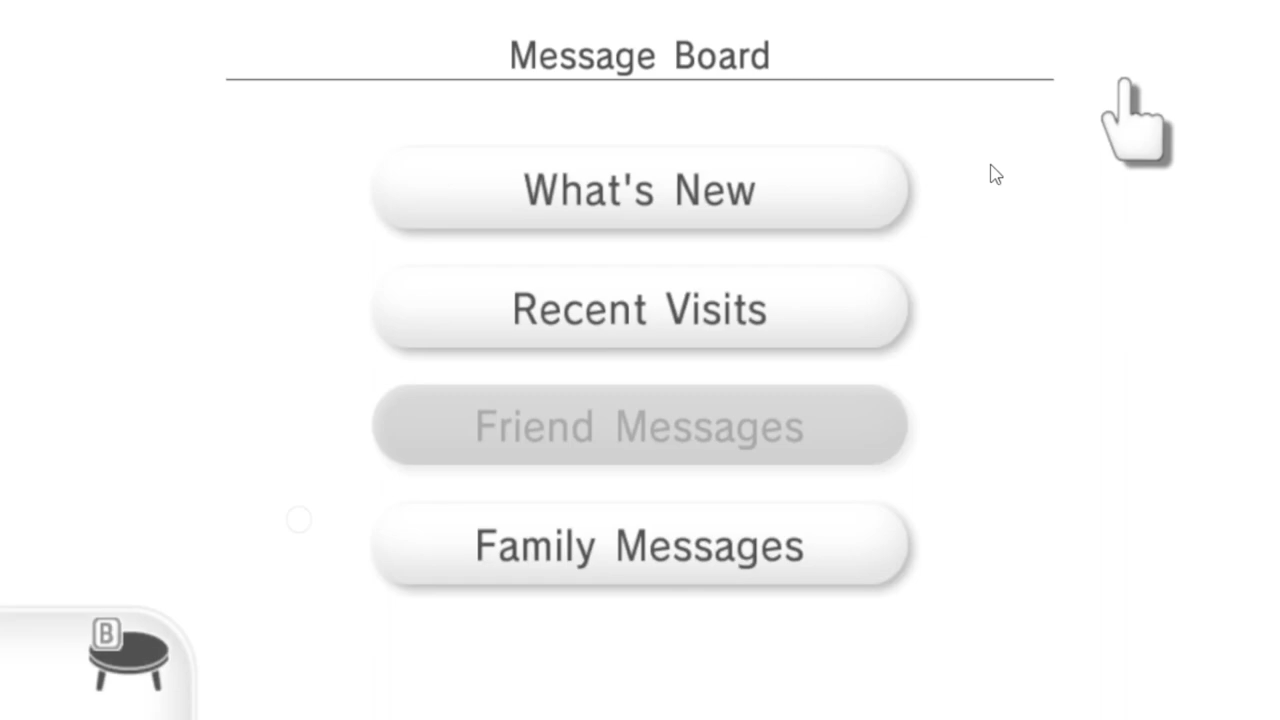 Message Board
What's New
Recent Visits
Friend Messages
Family Messages
B